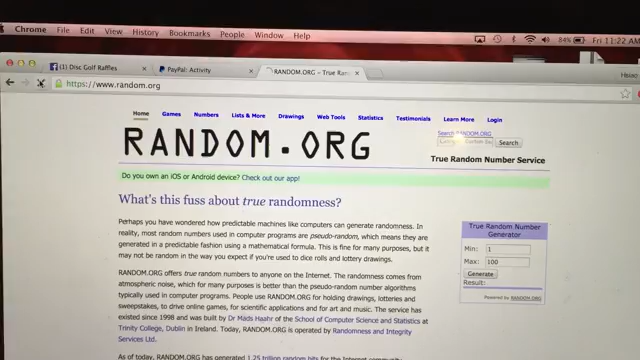 Chrome File Edit View History Bookmarks People Window Help 84% Fri 11:22 AM
(1) Disc Golf Raffles PayPal: Activity RANDOM.ORG - True Ran
https://www.random.org
Home Games Numbers Lists & More Drawings Web Tools Statistics Testimonials Learn More Login
RANDOM.ORG
Search RANDOM.ORG
Search
True Random Number Service
Do you own an iOS or Android device? Check out our app!
What's this fuss about true randomness?
Perhaps you have wondered how predictable machines like computers can generate randomness. In
reality, most random numbers used in computer programs are pseudo-random, which means they are
generated in a predictable fashion using a mathematical formula. This is fine for many purposes, but it
may not be random in the way you expect if you're used to dice rolls and lottery drawings.
RANDOM.ORG offers true random numbers to anyone on the Internet. The randomness comes from
atmospheric noise, which for many purposes is better than the pseudo-random number algorithms
typically used in computer programs. People use RANDOM.ORG for holding drawings, lotteries and
sweepstakes, to drive online games, for scientific applications and for art and music. The service has
existed since 1998 and was built by Dr Mads Haahr of the School of Computer Science and Statistics at
Trinity College, Dublin in Ireland. Today, RANDOM.ORG is operated by Randomness and Integrity
Services Ltd.
As of today, RANDOM.ORG has generated 1.25 trillion random bits for the Internet community.
True Random Number
Generator
Min: 1
Max: 100
Generate
Result:
Powered by RANDOM.ORG